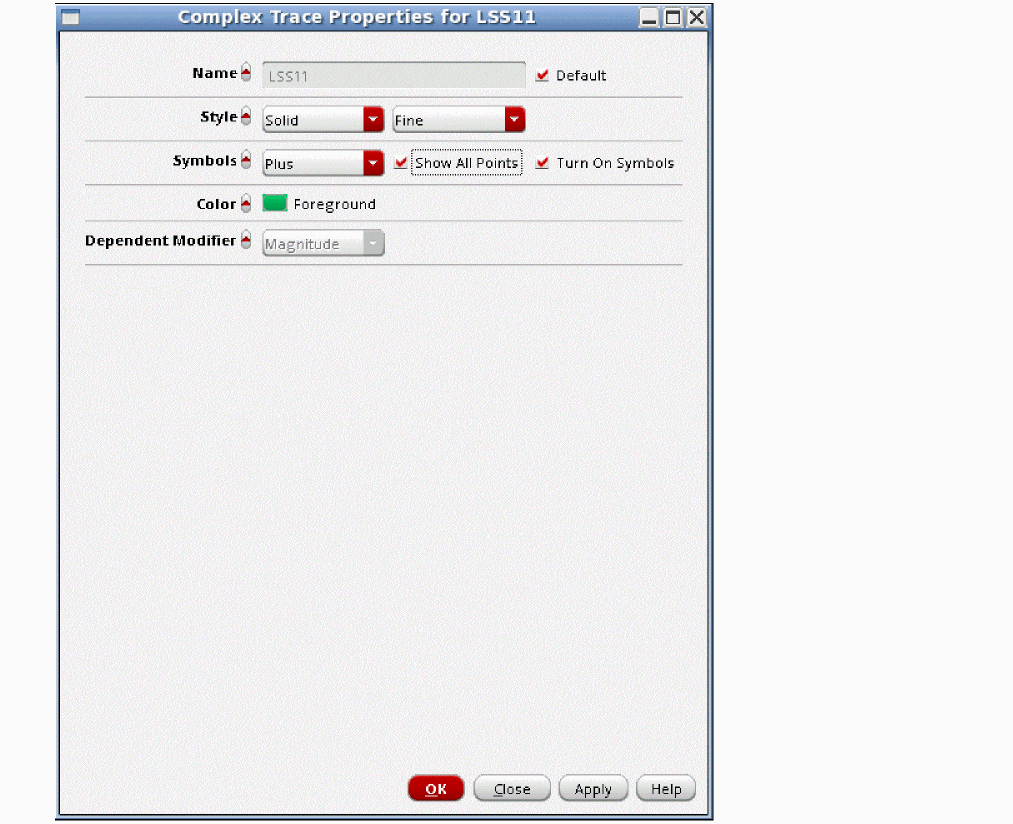 Complex Trace Properties for LSS11
Name LSS11 Default
Style Solid Fine
Symbols Plus Show All Points Turn On Symbols
Color Foreground
Dependent Modifier Magnitude
OK Close Apply Help